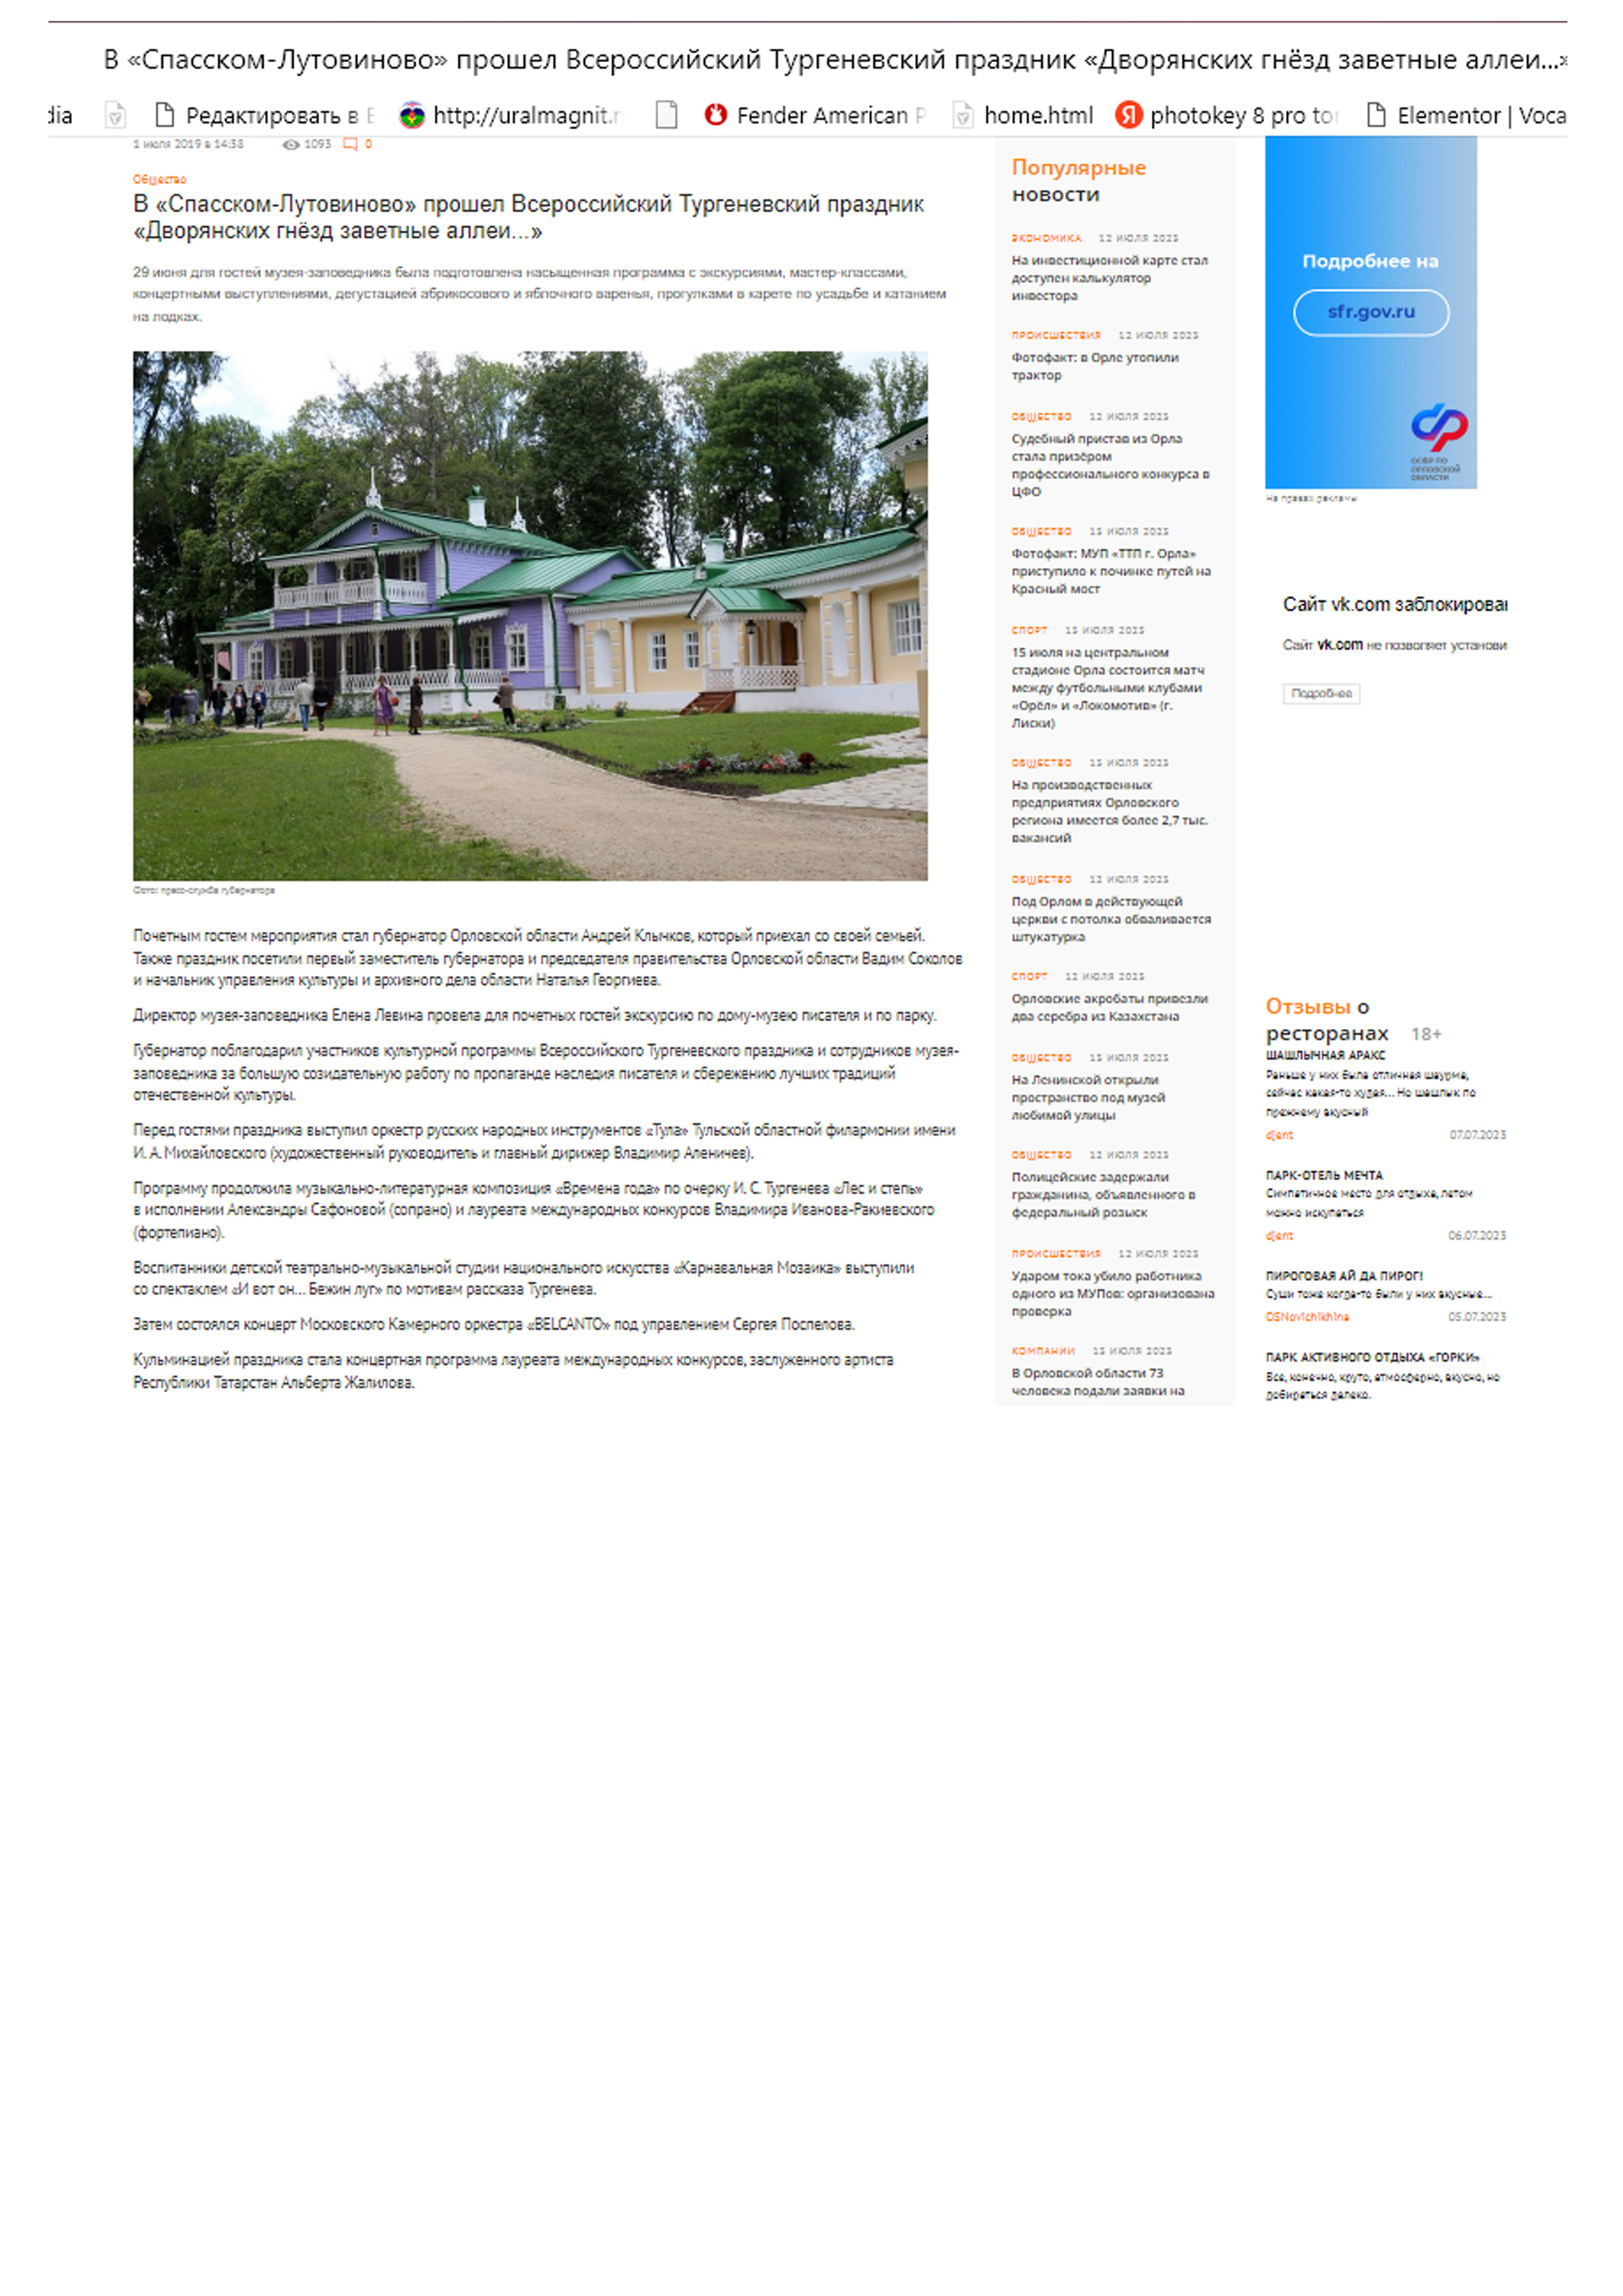 В «Спасском-Лутовиново» прошел Всероссийский Тургеневский праздник «Дворянских гнёзд заветные аллеи...»
dia Редактировать в http://uralmagnit.r Fender American P home.html photokey 8 pro tor Elementor | Voca
1 июля 2019 в 14:38 1093 0
Общество
В «Спасском-Лутовиново» прошел Всероссийский Тургеневский праздник
«Дворянских гнёзд заветные аллеи...»
29 июня для гостей музея-заповедника была подготовлена насыщенная программа с экскурсиями, мастер-классами,
концертными выступлениями, дегустацией абрикосового и яблочного варенья, прогулками в карете по усадьбе и катанием
на лодках.
Фото: пресс-служба губернатора
Почетным гостем мероприятия стал губернатор Орловской области Андрей Клычков, который приехал со своей семьей.
Также праздник посетили первый заместитель губернатора и председателя правительства Орловской области Вадим Соколов
и начальник управления культуры и архивного дела области Наталья Георгиева.
Директор музея-заповедника Елена Левина провела для почетных гостей экскурсию по дому-музею писателя и по парку.
Губернатор поблагодарил участников культурной программы Всероссийского Тургеневского праздника и сотрудников музея-
заповедника за большую созидательную работу по пропаганде наследия писателя и сбережению лучших традиций
отечественной культуры.
Перед гостями праздника выступил оркестр русских народных инструментов «Тула» Тульской областной филармонии имени
И. А. Михайловского (художественный руководитель и главный дирижер Владимир Аленичев).
Программу продолжила музыкально-литературная композиция «Времена года» по очерку И. С. Тургенева «Лес и степь»
в исполнении Александры Сафоновой (сопрано) и лауреата международных конкурсов Владимира Иванова-Ракиевского
(фортепиано).
Воспитанники детской театрально-музыкальной студии национального искусства «Карнавальная Мозаика» выступили
со спектаклем «И вот он... Бежин луг» по мотивам рассказа Тургенева.
Затем состоялся концерт Московского Камерного оркестра «BELCANTO» под управлением Сергея Поспелова.
Кульминацией праздника стала концертная программа лауреата международных конкурсов, заслуженного артиста
Республики Татарстан Альберта Жалилова.
Популярные
новости
ЭКОНОМИКА 12 ИЮЛЯ 2023
На инвестиционной карте стал
доступен калькулятор
инвестора
ПРОИСШЕСТВИЯ 12 ИЮЛЯ 2023
Фотофакт: в Орле утопили
трактор
ОБЩЕСТВО 12 ИЮЛЯ 2023
Судебный пристав из Орла
стала призёром
профессионального конкурса в
ЦФО
ОБЩЕСТВО 13 ИЮЛЯ 2023
Фотофакт: МУП «ТТП г. Орла»
приступило к починке путей на
Красный мост
СПОРТ 13 ИЮЛЯ 2023
15 июля на центральном
стадионе Орла состоится матч
между футбольными клубами
«Орёл» и «Локомотив» (г.
Лиски)
ОБЩЕСТВО 13 ИЮЛЯ 2023
На производственных
предприятиях Орловского
региона имеется более 2,7 тыс.
вакансий
ОБЩЕСТВО 12 ИЮЛЯ 2023
Под Орлом в действующей
церкви с потолка обваливается
штукатурка
СПОРТ 12 ИЮЛЯ 2023
Орловские акробаты привезли
два серебра из Казахстана
ОБЩЕСТВО 13 ИЮЛЯ 2023
На Ленинской открыли
пространство под музей
любимой улицы
ОБЩЕСТВО 12 ИЮЛЯ 2023
Полицейские задержали
гражданина, объявленного в
федеральный розыск
ПРОИСШЕСТВИЯ 12 ИЮЛЯ 2023
Ударом тока убило работника
одного из МУПов: организована
проверка
КОМПАНИИ 13 ИЮЛЯ 2023
В Орловской области 73
человека подали заявки на
Подробнее на
sfr.gov.ru
ОСФР ПО
ОРЛОВСКОЙ
ОБЛАСТИ
На правах рекламы
Сайт vk.com заблокирован
Сайт vk.com не позволяет установи
Подробнее
Отзывы о
ресторанах 18+
ШАШЛЫЧНАЯ АРАКС
Раньше у них была отличная шаурма,
сейчас какая-то худая... Но шашлык по
прежнему вкусный
djent 07.07.2023
ПАРК-ОТЕЛЬ МЕЧТА
Симпатичное место для отдыха, летом
можно искупаться
djent 06.07.2023
ПИРОГОВАЯ АЙ ДА ПИРОГ!
Суши тоже когда-то были у них вкусные...
OSNovichikhina 05.07.2023
ПАРК АКТИВНОГО ОТДЫХА «ГОРКИ»
Все, конечно, круто, атмосферно, вкусно, но
добираться далеко.